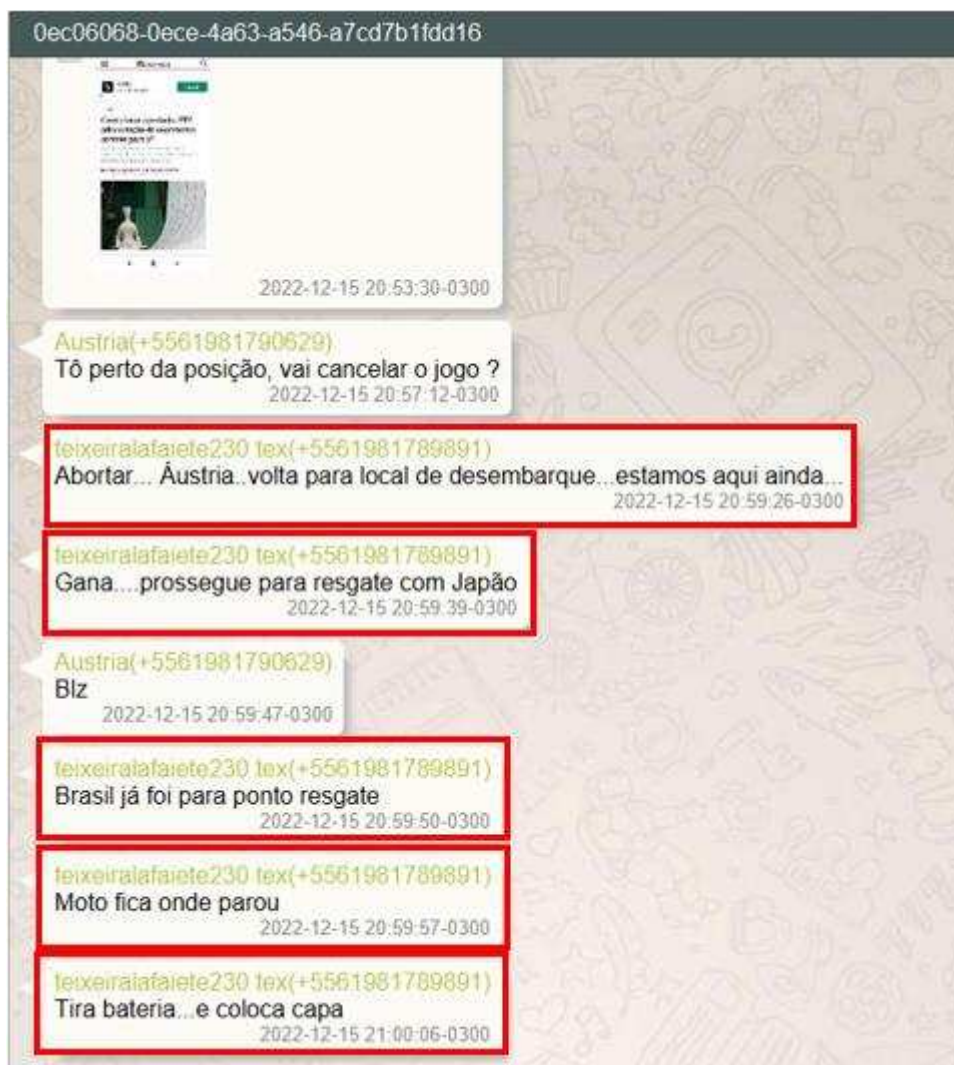 0ec06068-0ece-4a63-a546-a7cd7b1fdd16
2022-12-15 20:53:30-0300
Austria(+5561981790629)
Tô perto da posição, vai cancelar o jogo ?
2022-12-15 20:57:12-0300
teixeiralafaiete230 tex(+5561981789891)
Abortar... Áustria..volta para local de desembarque...estamos aqui ainda...
2022-12-15 20:59:26-0300
teixeiralafaiete230 tex(+5561981789891)
Gana....prossegue para resgate com Japão
2022-12-15 20:59:39-0300
Austria(+5561981790629)
Blz
2022-12-15 20:59:47-0300
teixeiralafaiete230 tex(+5561981789891)
Brasil já foi para ponto resgate
2022-12-15 20:59:50-0300
teixeiralafaiete230 tex(+5561981789891)
Moto fica onde parou
2022-12-15 20:59:57-0300
teixeiralafaiete230 tex(+5561981789891)
Tira bateria...e coloca capa
2022-12-15 21:00:06-0300